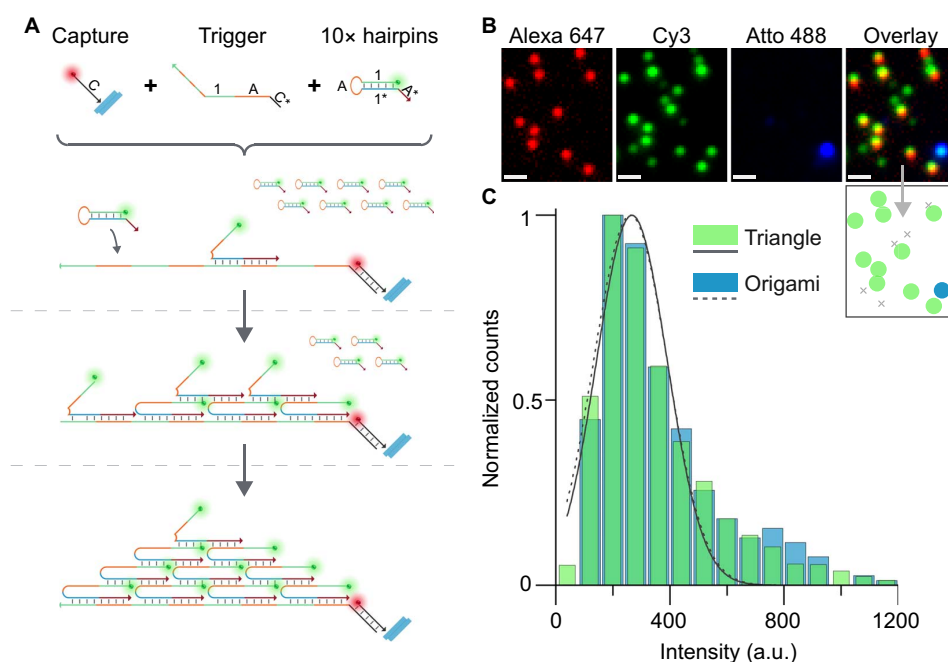 A
Capture
Trigger
10× hairpins
C
+
1
A
C*
+
A
1
1*
A*
B
Alexa 647
Cy3
Atto 488
Overlay
C
Normalized counts
1
0.5
0
Triangle
Origami
0
400
800
1200
Intensity (a.u.)